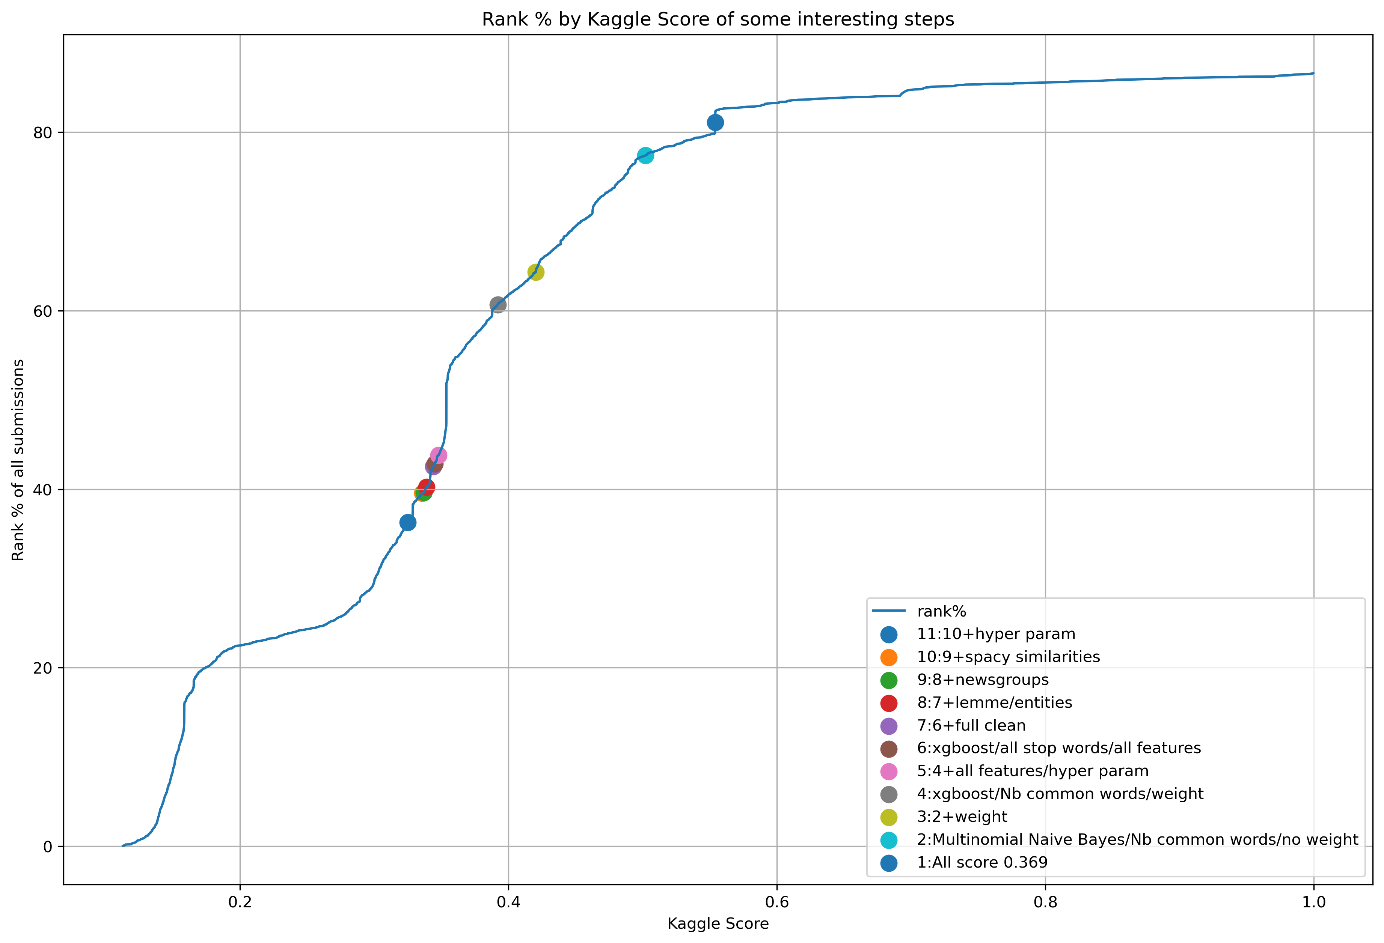 Rank % by Kaggle Score of some interesting steps
Rank % of all submissions
80
60
40
20
0
rank%
11:10+hyper param
10:9+spacy similarities
9:8+newsgroups
8:7+lemme/entities
7:6+full clean
6:xgboost/all stop words/all features
5:4+all features/hyper param
4:xgboost/Nb common words/weight
3:2+weight
2:Multinomial Naive Bayes/Nb common words/no weight
1:All score 0.369
0.2 0.4 0.6 0.8 1.0
Kaggle Score